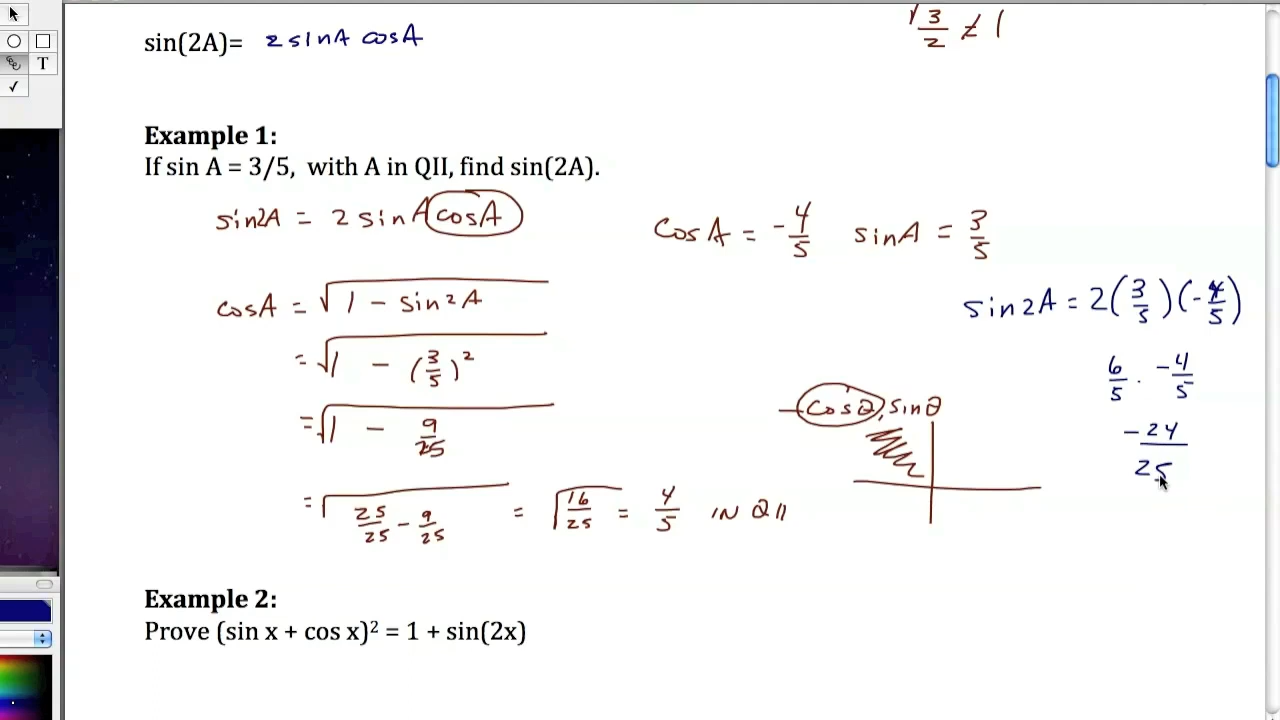 √3/2 ≠ 1
sin(2A)= 2 sinA cosA
Example 1:
If sin A = 3/5,  with A in QII, find sin(2A).
sin2A = 2 sinA cosA
cosA = -4/5   sinA = 3/5
cosA = √1 - sin²A
sin2A = 2(3/5)(-4/5)
= √1 - (3/5)²
6/5 · -4/5
= √1 - 9/25
-cosθ, sinθ
-24/25
= √25/25 - 9/25 = √16/25 = 4/5 IN QII
Example 2:
Prove (sin x + cos x)² = 1 + sin(2x)
T